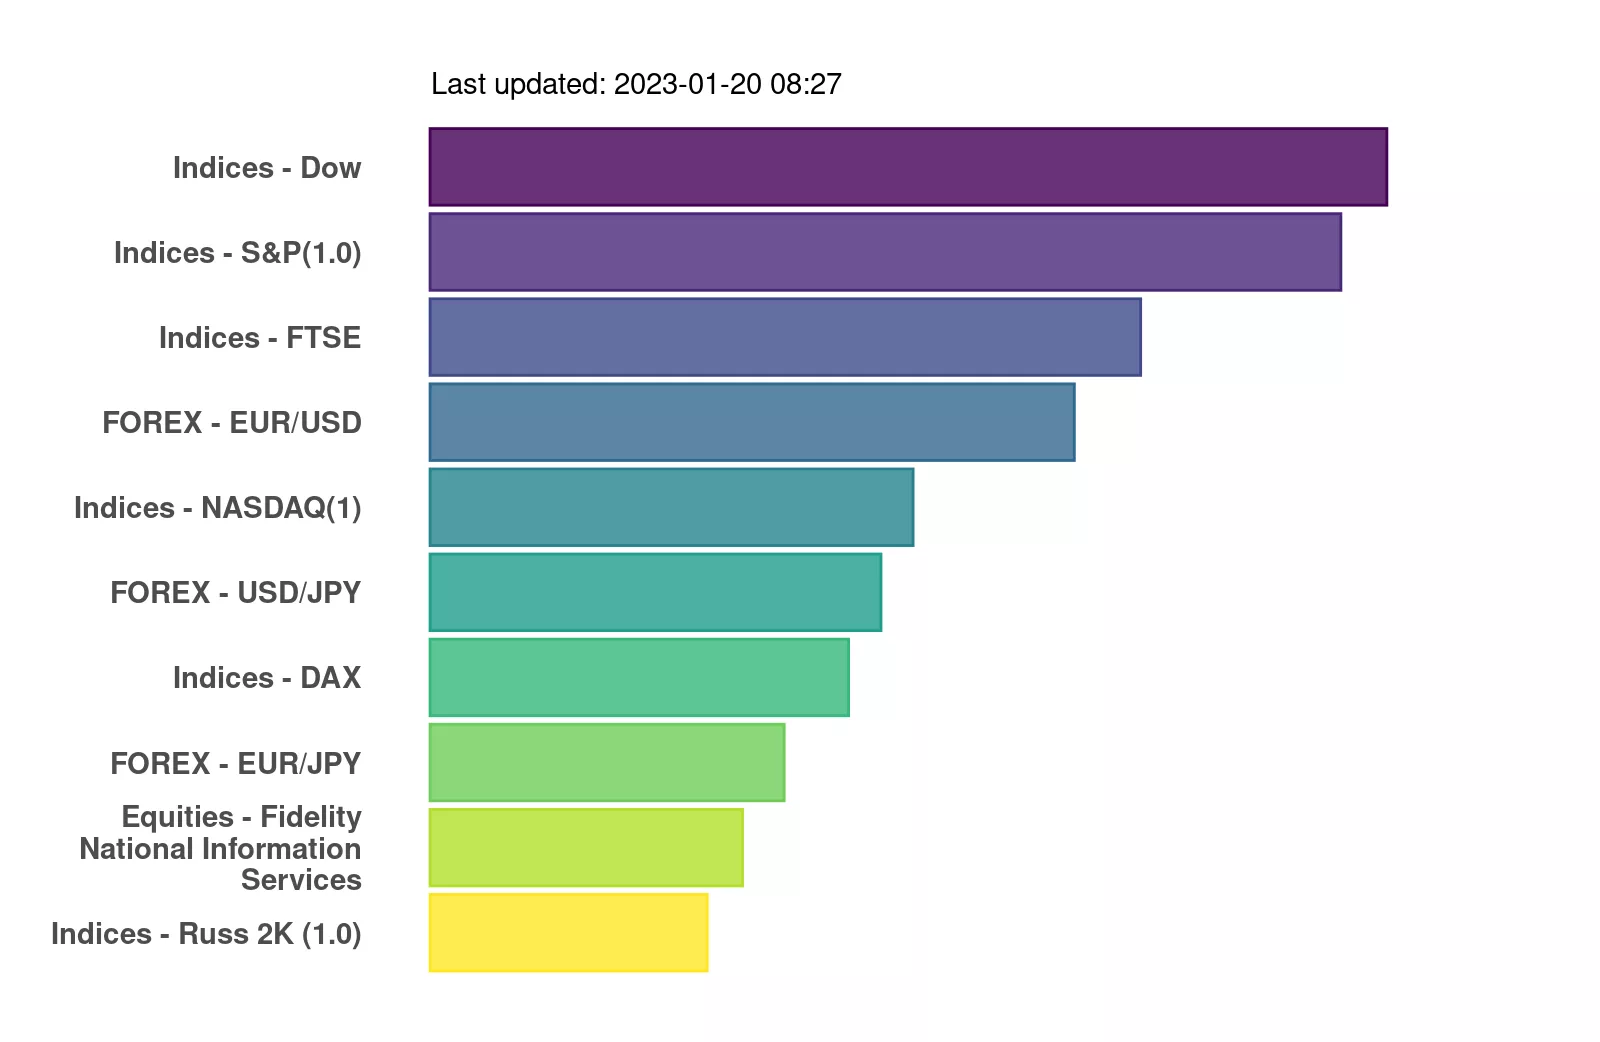 Last updated: 2023-01-20 08:27
Indices - Dow
Indices - S&P(1.0)
Indices - FTSE
FOREX - EUR/USD
Indices - NASDAQ(1)
FOREX - USD/JPY
Indices - DAX
FOREX - EUR/JPY
Equities - Fidelity
National Information
Services
Indices - Russ 2K (1.0)